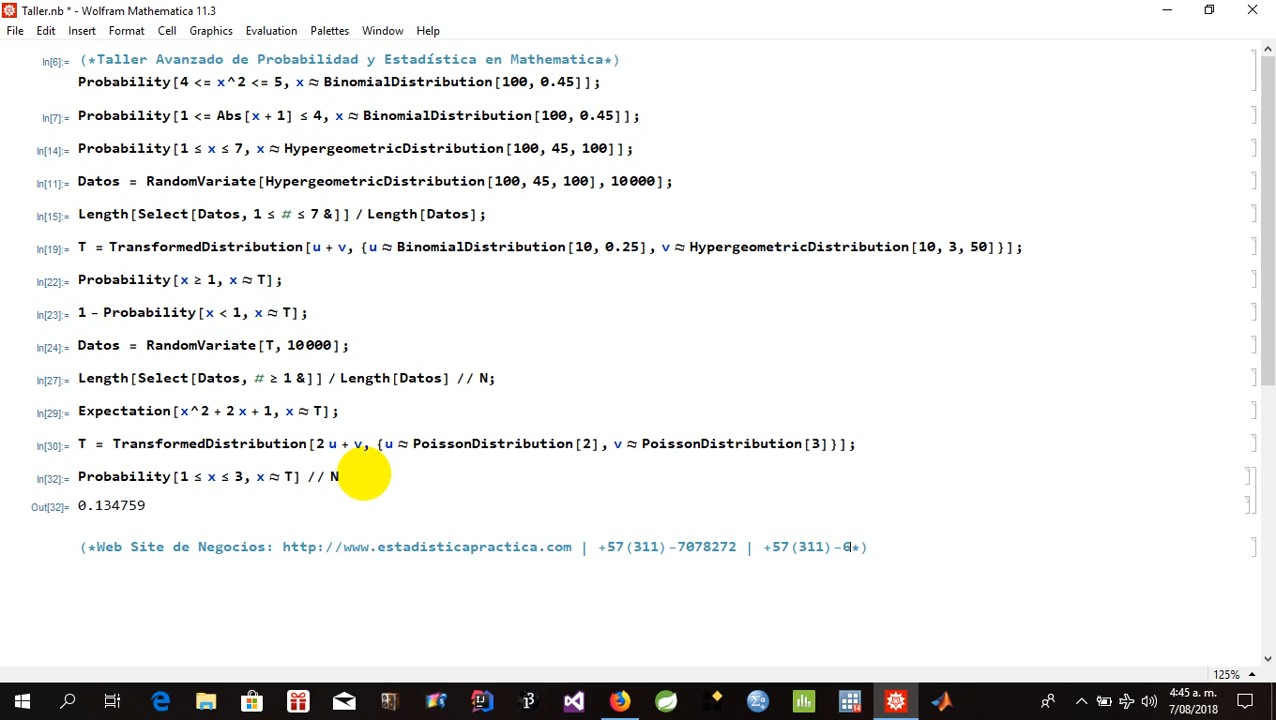 Taller.nb * - Wolfram Mathematica 11.3
File Edit Insert Format Cell Graphics Evaluation Palettes Window Help
In[6]:= (*Taller Avanzado de Probabilidad y Estadística en Mathematica*)
Probability[4 <= x^2 <= 5, x ≈ BinomialDistribution[100, 0.45]];
In[7]:= Probability[1 <= Abs[x + 1] ≤ 4, x ≈ BinomialDistribution[100, 0.45]];
In[14]:= Probability[1 ≤ x ≤ 7, x ≈ HypergeometricDistribution[100, 45, 100]];
In[11]:= Datos = RandomVariate[HypergeometricDistribution[100, 45, 100], 10000];
In[15]:= Length[Select[Datos, 1 ≤ # ≤ 7 &]] / Length[Datos];
In[19]:= T = TransformedDistribution[u + v, {u ≈ BinomialDistribution[10, 0.25], v ≈ HypergeometricDistribution[10, 3, 50]}];
In[22]:= Probability[x ≥ 1, x ≈ T];
In[23]:= 1 - Probability[x < 1, x ≈ T];
In[24]:= Datos = RandomVariate[T, 10000];
In[27]:= Length[Select[Datos, # ≥ 1 &]] / Length[Datos] // N;
In[29]:= Expectation[x^2 + 2 x + 1, x ≈ T];
In[30]:= T = TransformedDistribution[2 u + v, {u ≈ PoissonDistribution[2], v ≈ PoissonDistribution[3]}];
In[32]:= Probability[1 ≤ x ≤ 3, x ≈ T] // N
Out[32]= 0.134759
(*Web Site de Negocios: http://www.estadisticapractica.com | +57(311)-7078272 | +57(311)-6*)
125%
4:45 a. m.
7/08/2018